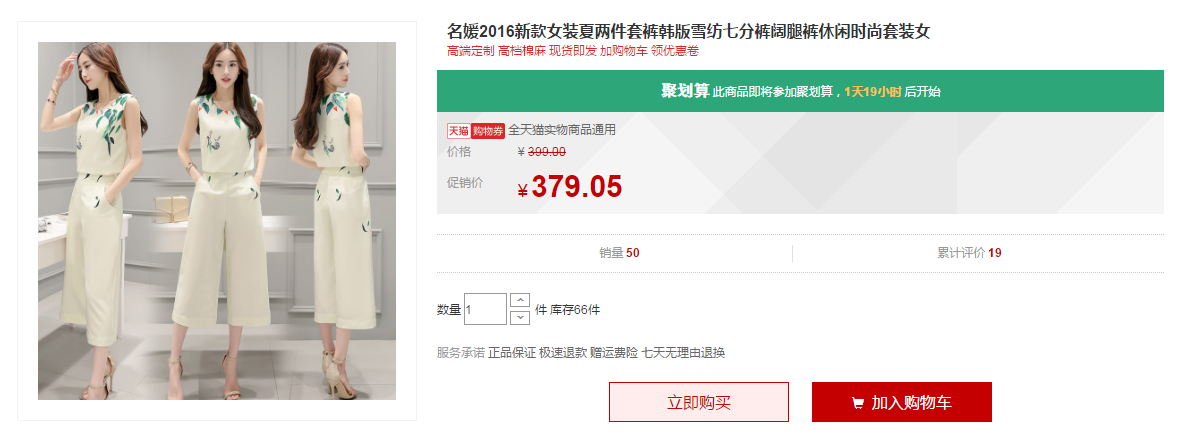 名媛2016新款女装夏两件套裤韩版雪纺七分裤阔腿裤休闲时尚套装女
高端定制 高档棉麻 现货即发 加购物车 领优惠卷
聚划算 此商品即将参加聚划算，1天19小时 后开始
天猫 购物券 全天猫实物商品通用
价格 ¥ 399.00
促销价 ¥ 379.05
销量 50 累计评价 19
数量 1 件 库存66件
服务承诺 正品保证 极速退款 赠运费险 七天无理由退换
立即购买 加入购物车